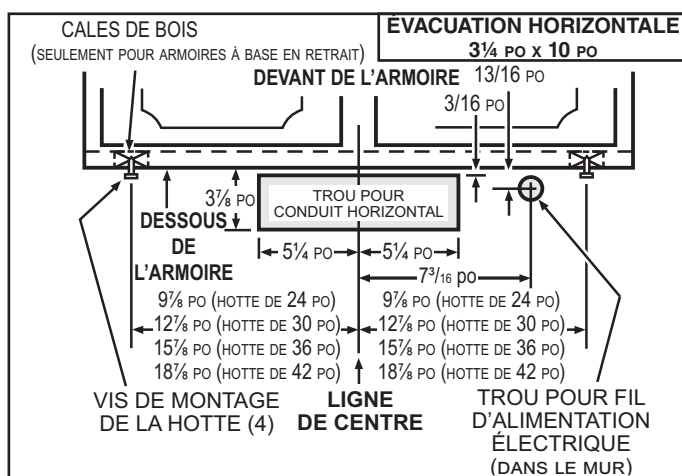 CALES DE BOIS
(SEULEMENT POUR ARMOIRES À BASE EN RETRAIT)
ÉVACUATION HORIZONTALE
3¼ PO X 10 PO
DEVANT DE L'ARMOIRE
13/16 PO
3/16 PO
3⅞ PO
TROU POUR
CONDUIT HORIZONTAL
DESSOUS
DE
L'ARMOIRE
5¼ PO
5¼ PO
7³/₁₆ po
9⅞ PO (HOTTE DE 24 PO)
12⅞ PO (HOTTE DE 30 PO)
15⅞ PO (HOTTE DE 36 PO)
18⅞ PO (HOTTE DE 42 PO)
9⅞ PO (HOTTE DE 24 PO)
12⅞ PO (HOTTE DE 30 PO)
15⅞ PO (HOTTE DE 36 PO)
18⅞ PO (HOTTE DE 42 PO)
VIS DE MONTAGE
DE LA HOTTE (4)
LIGNE
DE CENTRE
TROU POUR FIL
D'ALIMENTATION
ÉLECTRIQUE
(DANS LE MUR)